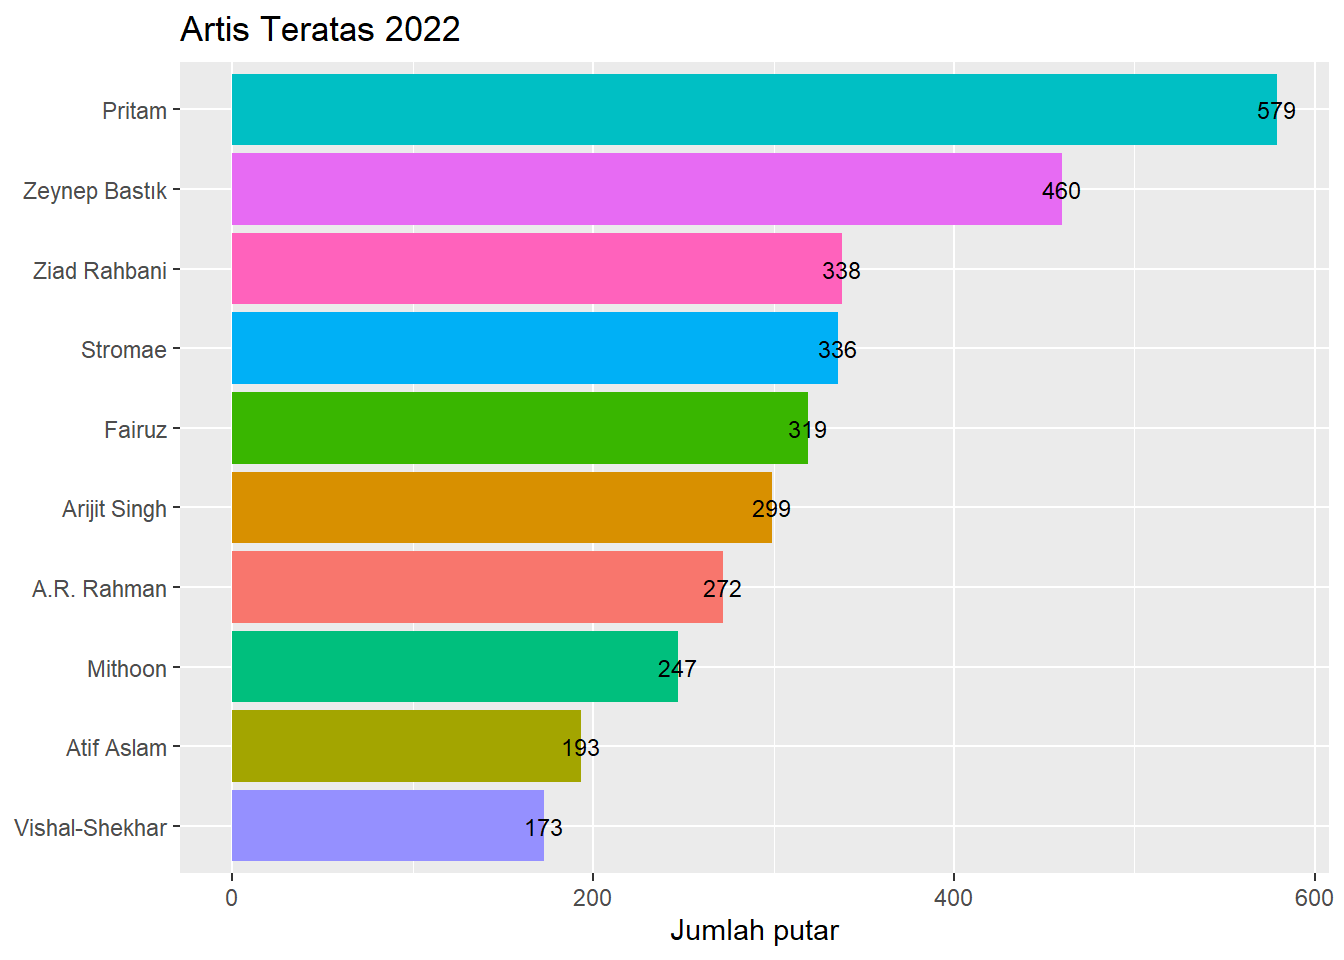 Artis Teratas 2022
Pritam 579
Zeynep Bastık 460
Ziad Rahbani 338
Stromae 336
Fairuz 319
Arijit Singh 299
A.R. Rahman 272
Mithoon 247
Atif Aslam 193
Vishal-Shekhar 173
0 200 400 600
Jumlah putar